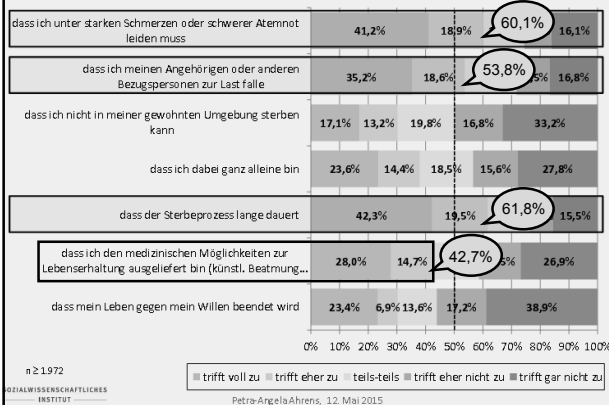 dass ich unter starken Schmerzen oder schwerer Atemnot
leiden muss
41,2% 18,9% 60,1% 16,1%
dass ich meinen Angehörigen oder anderen
Bezugspersonen zur Last falle
35,2% 18,6% 53,8% 16,8%
dass ich nicht in meiner gewohnten Umgebung sterben
kann
17,1% 13,2% 19,8% 16,8% 33,2%
dass ich dabei ganz alleine bin
23,6% 14,4% 18,5% 15,6% 27,8%
dass der Sterbeprozess lange dauert
42,3% 19,5% 61,8% 15,5%
dass ich den medizinischen Möglichkeiten zur
Lebenserhaltung ausgeliefert bin (künstl. Beatmung...
28,0% 14,7% 42,7% 26,9%
dass mein Leben gegen mein Willen beendet wird
23,4% 6,9% 13,6% 17,2% 38,9%
0% 10% 20% 30% 40% 50% 60% 70% 80% 90% 100%
n ≥ 1.972
trifft voll zu trifft eher zu teils-teils trifft eher nicht zu trifft gar nicht zu
SOZIALWISSENSCHAFTLICHES
INSTITUT
Petra-Angela Ahrens, 12. Mai 2015